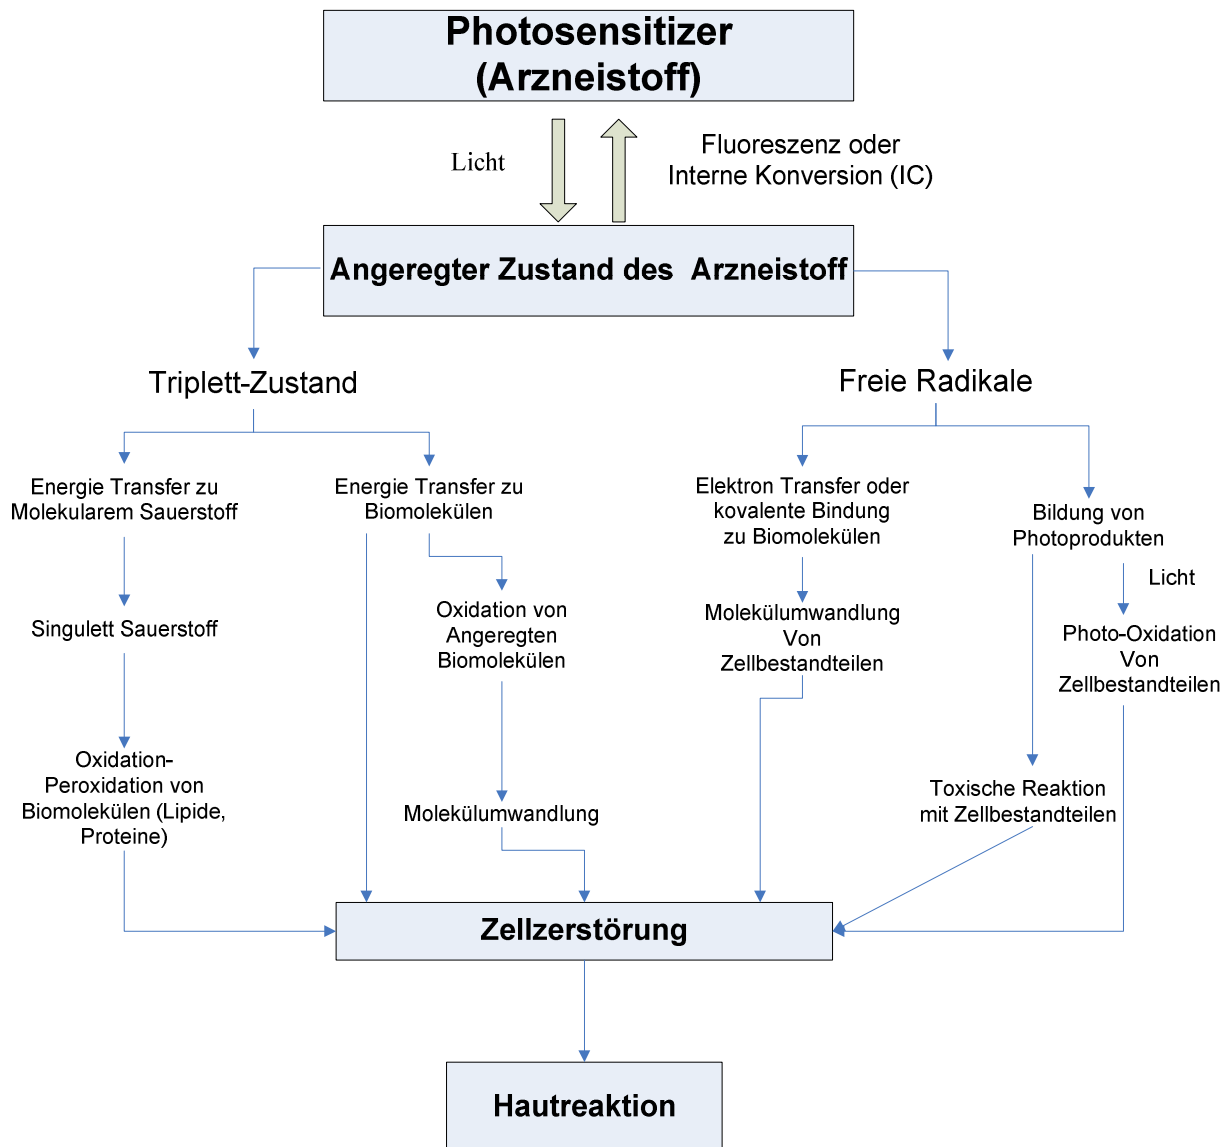 Photosensitizer
(Arzneistoff)
Licht
Fluoreszenz oder
Interne Konversion (IC)
Angeregter Zustand des  Arzneistoff
Triplett-Zustand
Freie Radikale
Energie Transfer zu
Molekularem Sauerstoff
Energie Transfer zu
Biomolekülen
Elektron Transfer oder
kovalente Bindung
zu Biomolekülen
Bildung von
Photoprodukten
Licht
Singulett Sauerstoff
Oxidation von
Angeregten
Biomolekülen
Molekülumwandlung
Von
Zellbestandteilen
Photo-Oxidation
Von
Zellbestandteilen
Oxidation-
Peroxidation von
Biomolekülen (Lipide,
Proteine)
Molekülumwandlung
Toxische Reaktion
mit Zellbestandteilen
Zellzerstörung
Hautreaktion